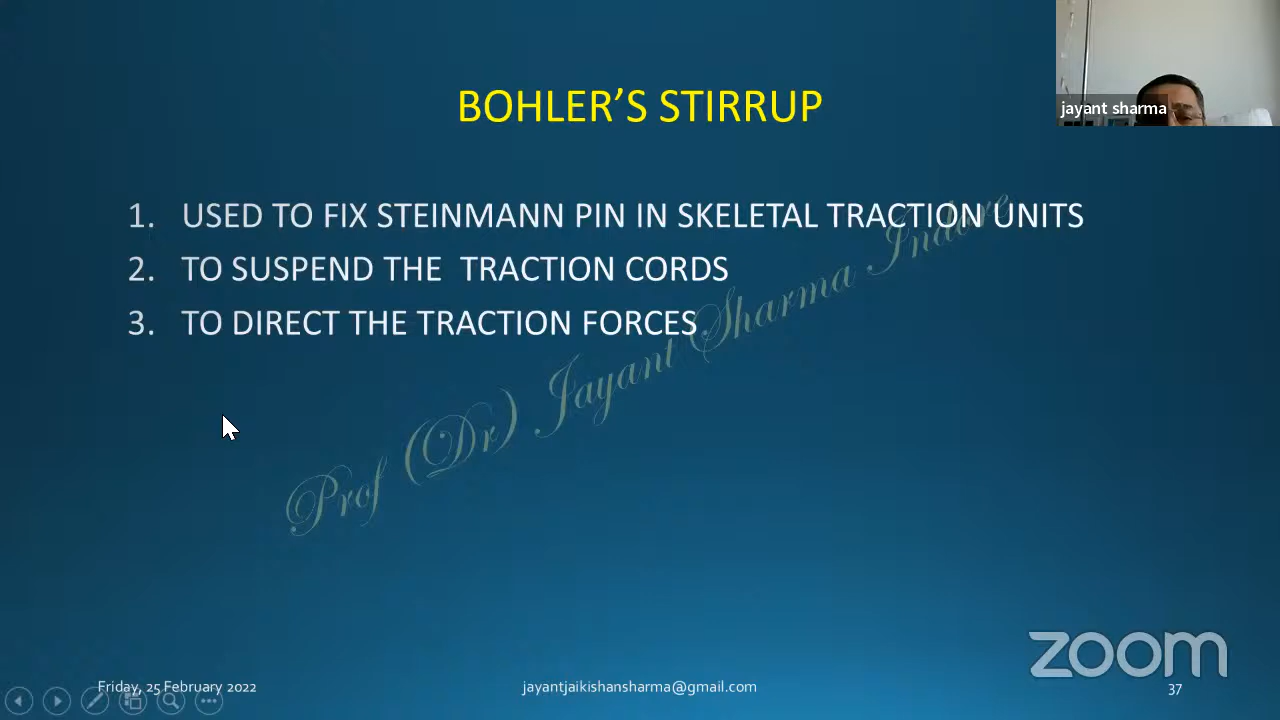 BOHLER’S STIRRUP
jayant sharma
1. USED TO FIX STEINMANN PIN IN SKELETAL TRACTION UNITS
2. TO SUSPEND THE TRACTION CORDS
3. TO DIRECT THE TRACTION FORCES
Prof (Dr) Jayant Sharma Indore
zoom
Friday, 25 February 2022
jayantjaikishansharma@gmail.com
37